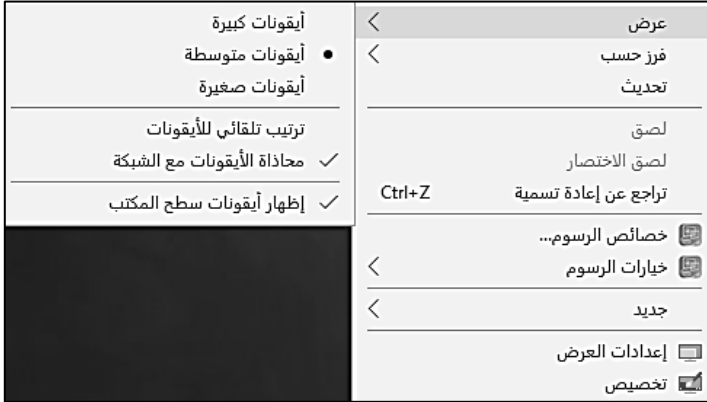 عرض
فرز حسب
تحديث
لصق
لصق الاختصار
تراجع عن إعادة تسمية Ctrl+Z
خصائص الرسوم...
خيارات الرسوم
جديد
إعدادات العرض
تخصيص
أيقونات كبيرة
أيقونات متوسطة
أيقونات صغيرة
ترتيب تلقائي للأيقونات
محاذاة الأيقونات مع الشبكة
إظهار أيقونات سطح المكتب